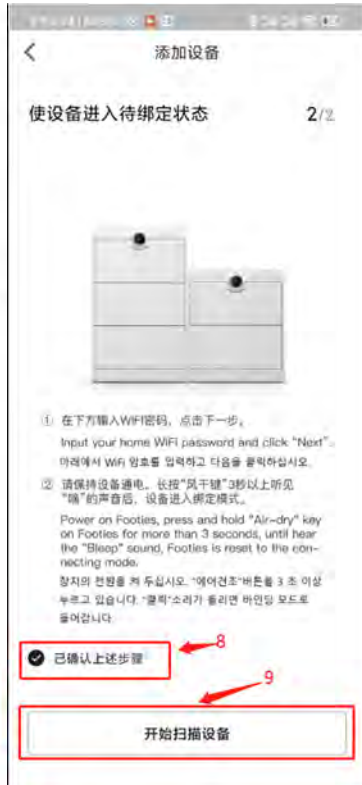 添加设备
使设备进入待绑定状态 2/2
① 在下方输入WiFi密码，点击下一步。
Input your home WiFi password and click "Next".
아래에서 WiFi 암호를 입력하고 다음을 클릭하십시오.
② 请保持设备通电。长按"风干键"3秒以上听见
"嘀"的声音后，设备进入绑定模式。
Power on Footies, press and hold "Air-dry" key
on Footies for more than 3 seconds, until hear
the "Bleep" sound, Footies is reset to the con-
necting mode.
장치의 전원을 켜 두십시오. "에어건조"버튼을 3 초 이상
누르고 있습니다. "클릭"소리가 들리면 바인딩 모드로
들어갑니다.
已确认上述步骤
8
9
开始扫描设备